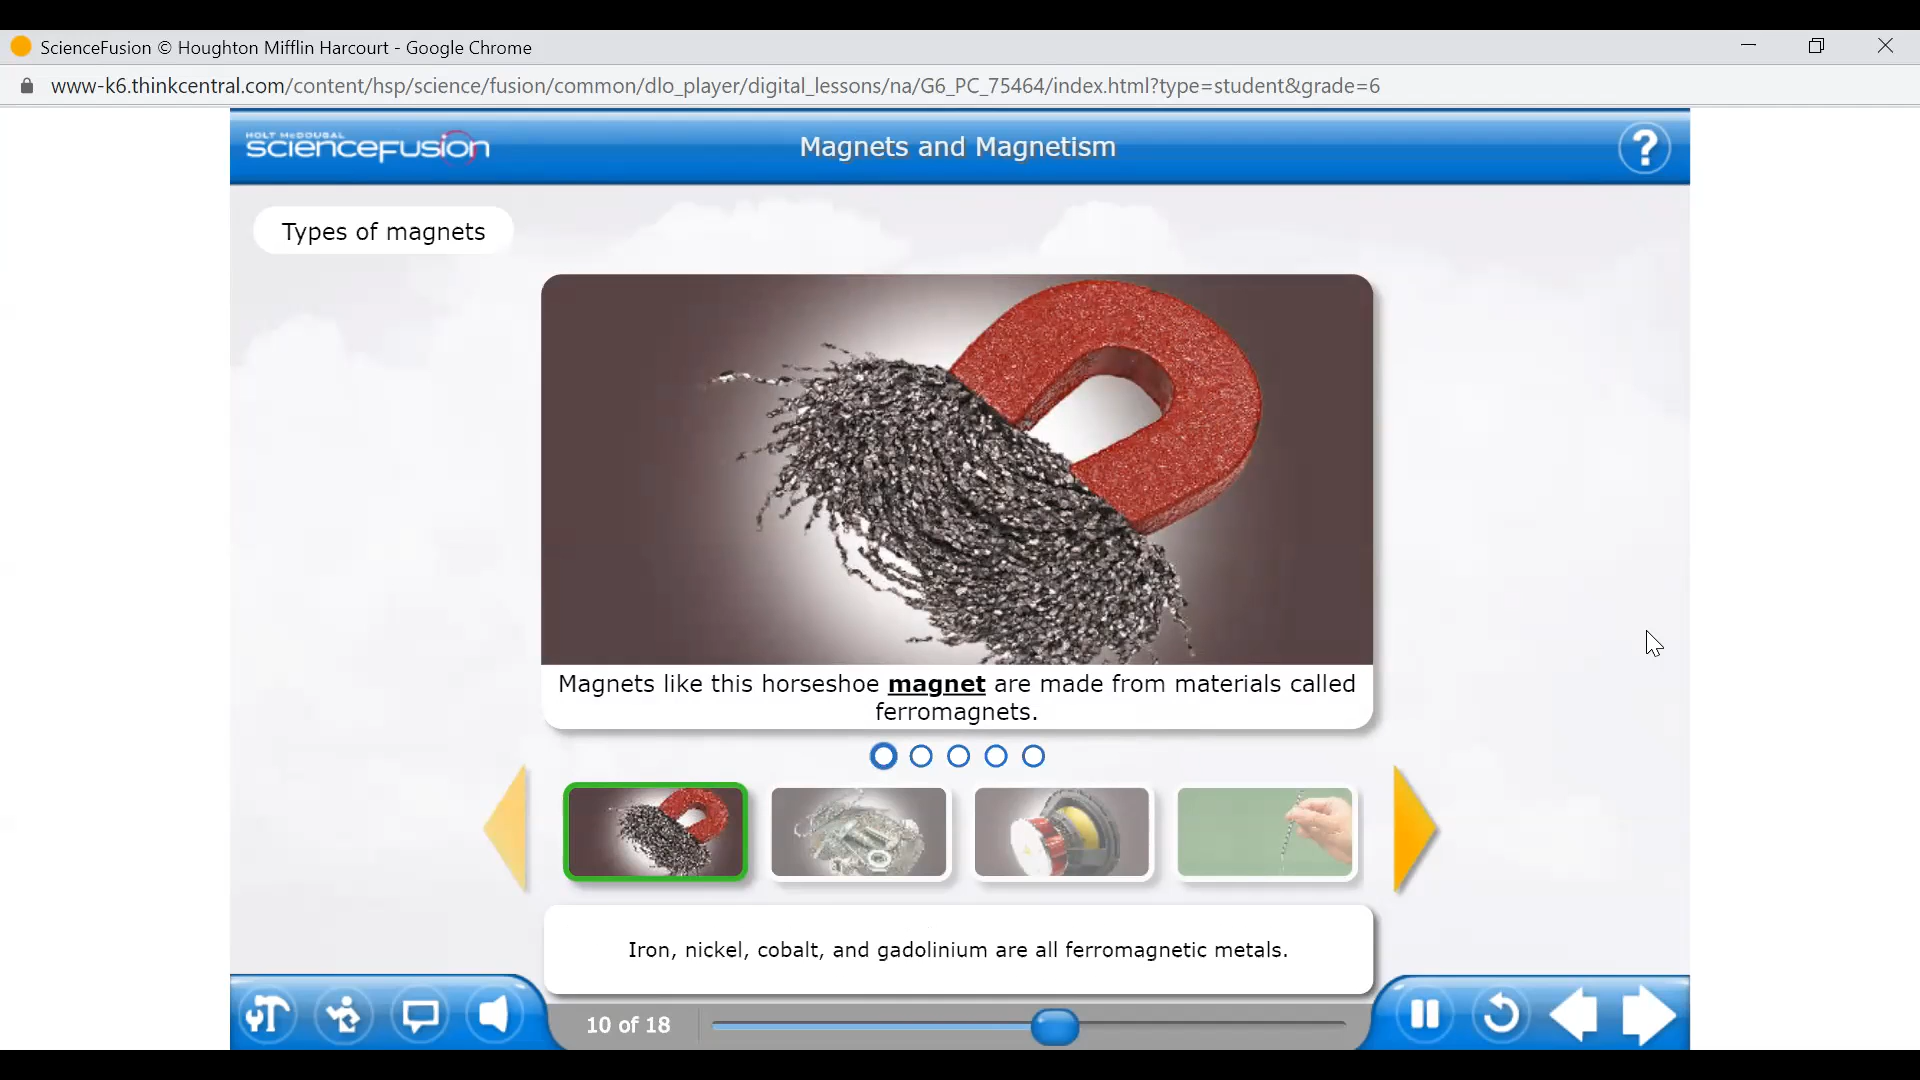 ScienceFusion © Houghton Mifflin Harcourt - Google Chrome
www-k6.thinkcentral.com/content/hsp/science/fusion/common/dlo_player/digital_lessons/na/G6_PC_75464/index.html?type=student&grade=6
HOLT McDOUGAL
scienceFusion
Magnets and Magnetism
?
Types of magnets
Magnets like this horseshoe magnet are made from materials called
ferromagnets.
Iron, nickel, cobalt, and gadolinium are all ferromagnetic metals.
10 of 18